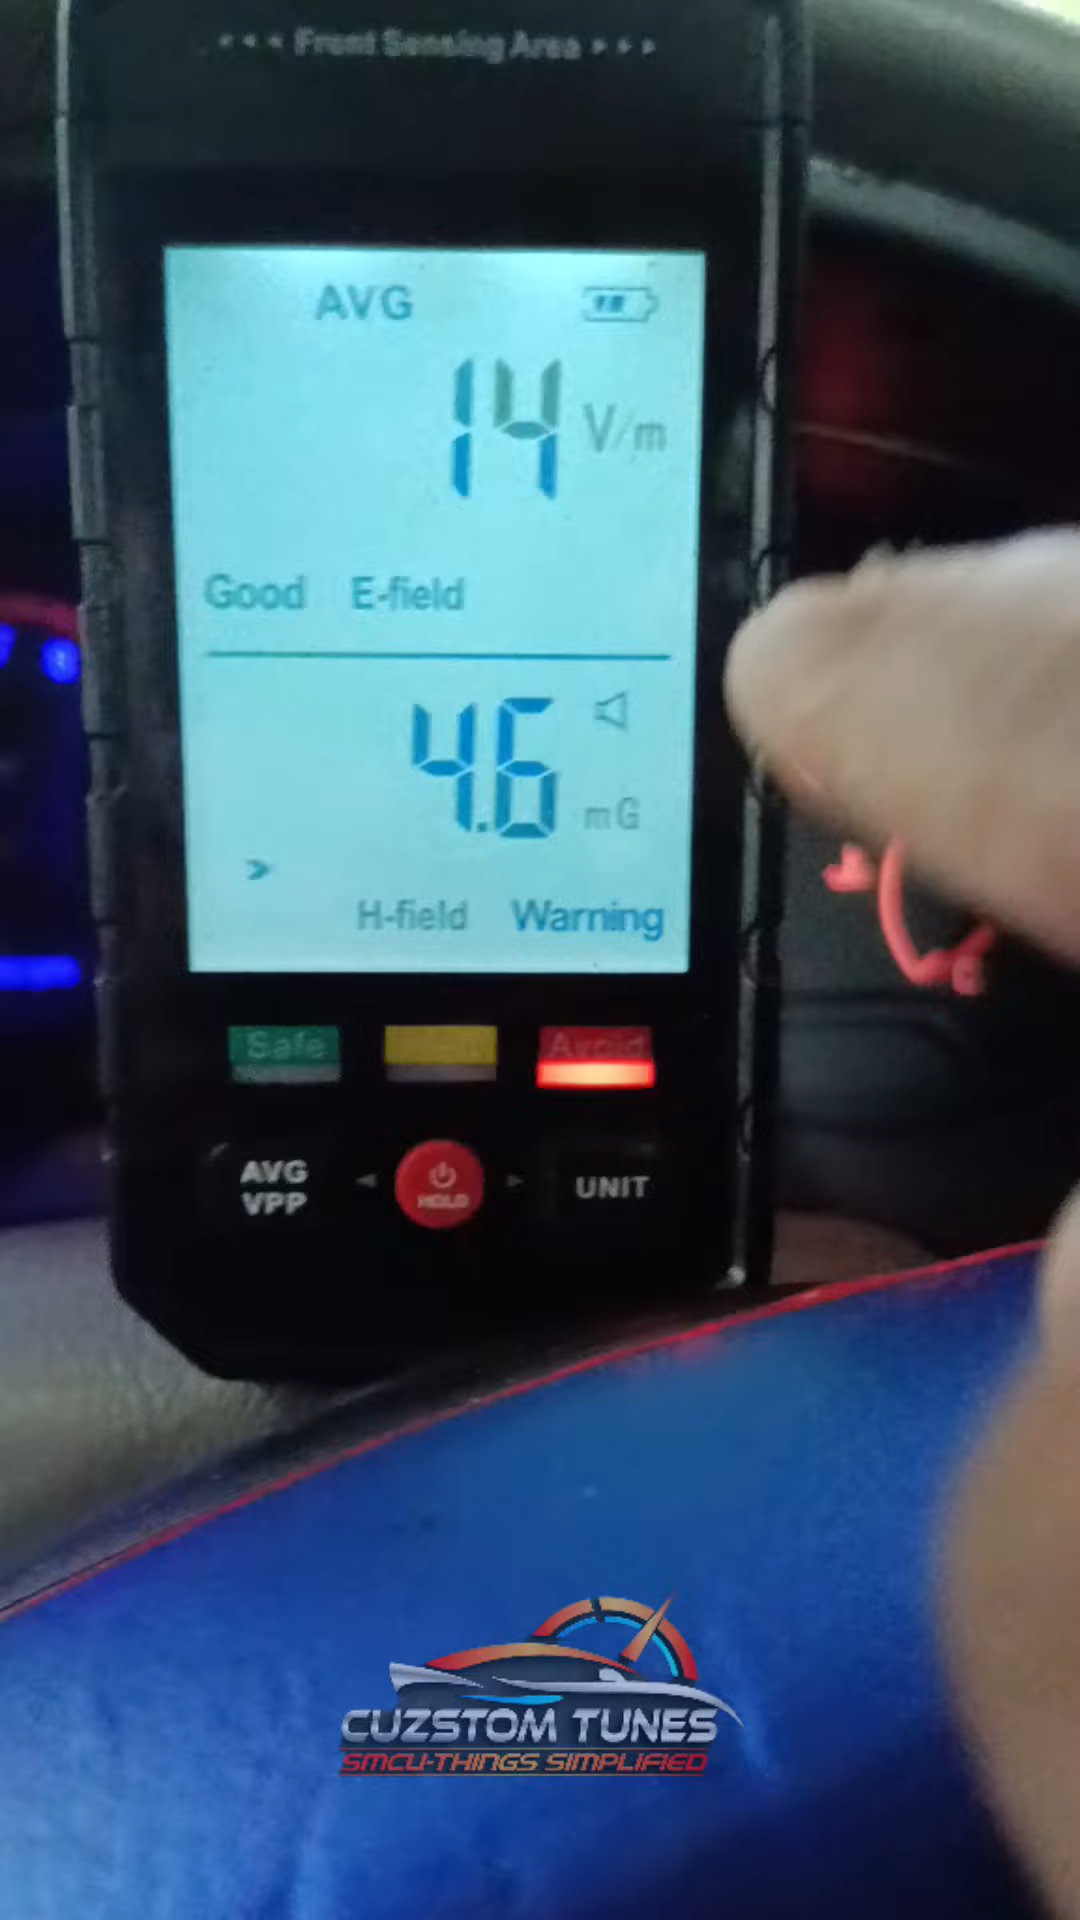 Front Sensing Area
AVG
14 V/m
Good E-field
4.6
mG
H-field Warning
Safe
Avoid
AVG
VPP
HOLD
UNIT
CUZSTOM TUNES
SMCU-THINGS SIMPLIFIED